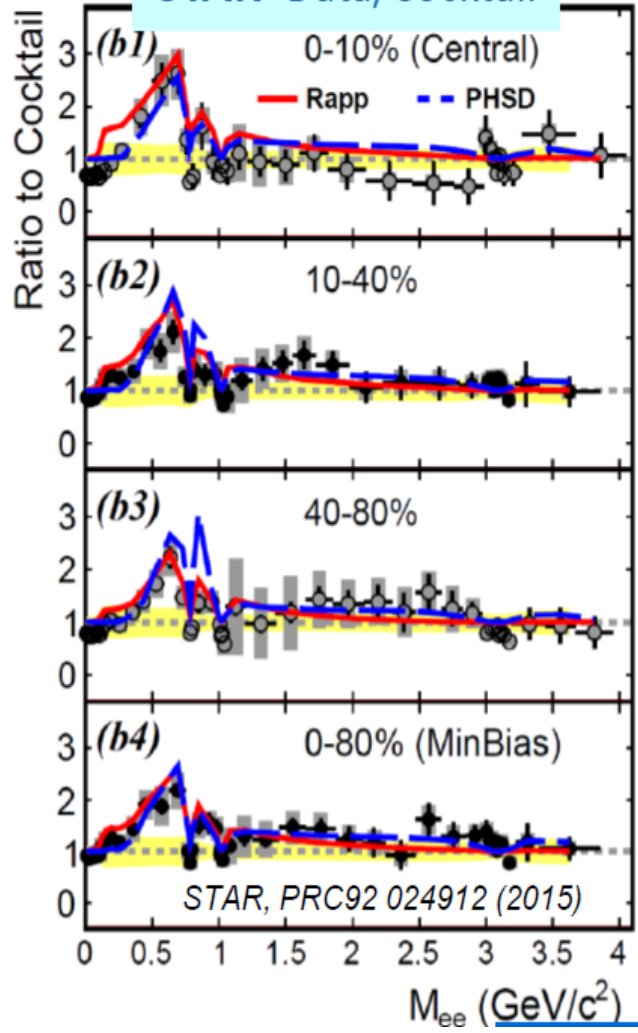 Ratio to Cocktail
(b1) 0-10% (Central)
Rapp PHSD
3
2
1
0
(b2) 10-40%
3
2
1
0
(b3) 40-80%
3
2
1
0
(b4) 0-80% (MinBias)
3
2
1
0
STAR, PRC92 024912 (2015)
0 0.5 1 1.5 2 2.5 3 3.5 4
M_ee (GeV/c²)